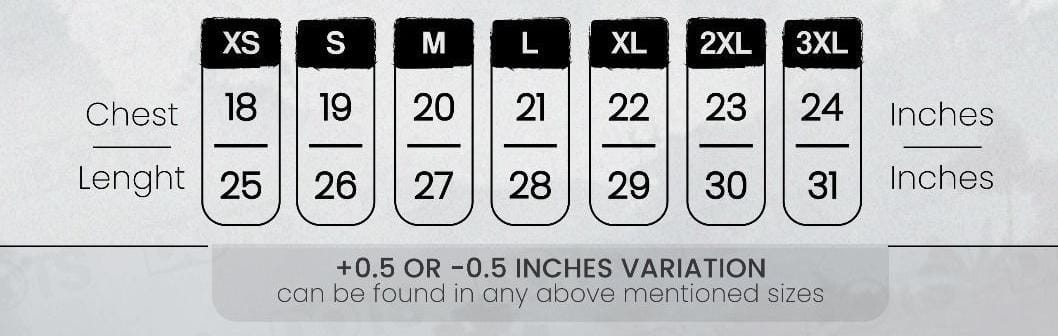 XS S M L XL 2XL 3XL
Chest 18 19 20 21 22 23 24 Inches
Lenght 25 26 27 28 29 30 31 Inches
+0.5 OR -0.5 INCHES VARIATION
can be found in any above mentioned sizes